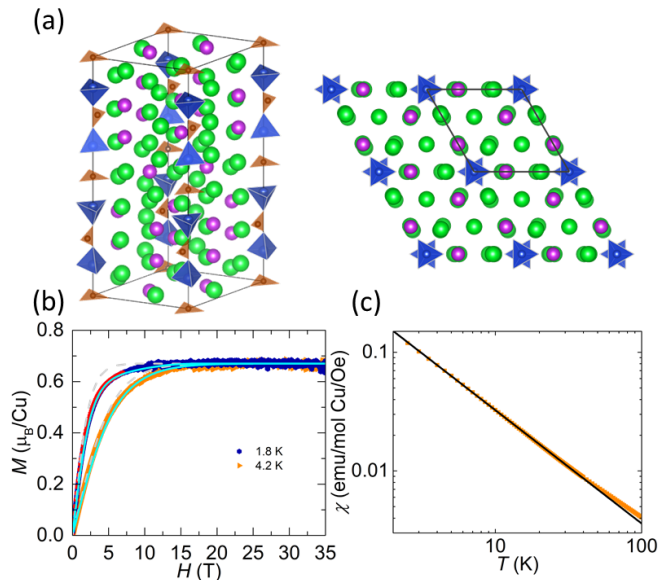 (a)
(b)
(c)
0.8
0.6
0.4
0.2
0.0
M (μB/Cu)
1.8 K
4.2 K
0 5 10 15 20 25 30 35
H (T)
0.1
0.01
χ (emu/mol Cu/Oe)
10 100
T (K)